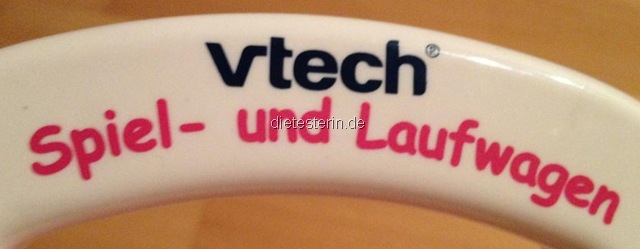 vtech®
Spiel- und Laufwagen
dietesterin.de